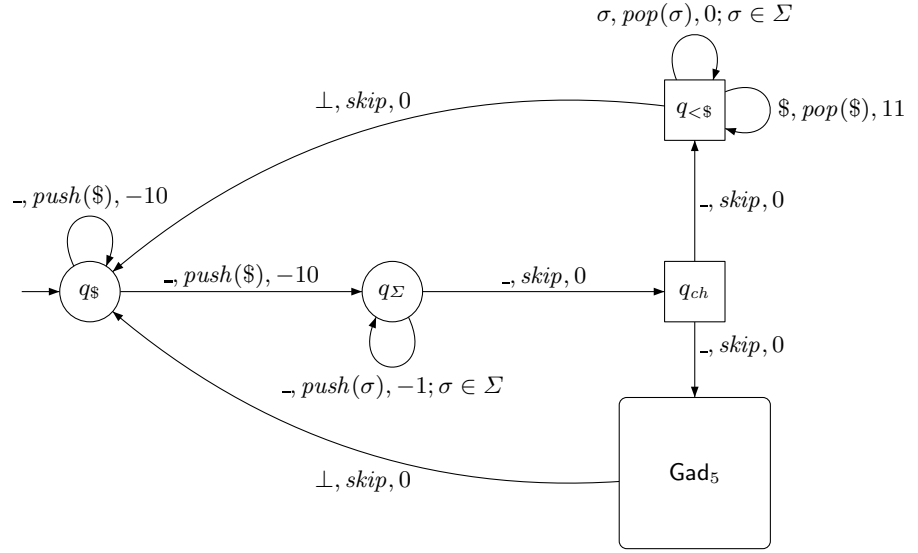 σ, pop(σ), 0; σ ∈ Σ
⊥, skip, 0
q<$
$, pop($), 11
_, push($), −10
_, skip, 0
q$
_, push($), −10
qΣ
_, skip, 0
qch
_, skip, 0
_, push(σ), −1; σ ∈ Σ
⊥, skip, 0
Gad5